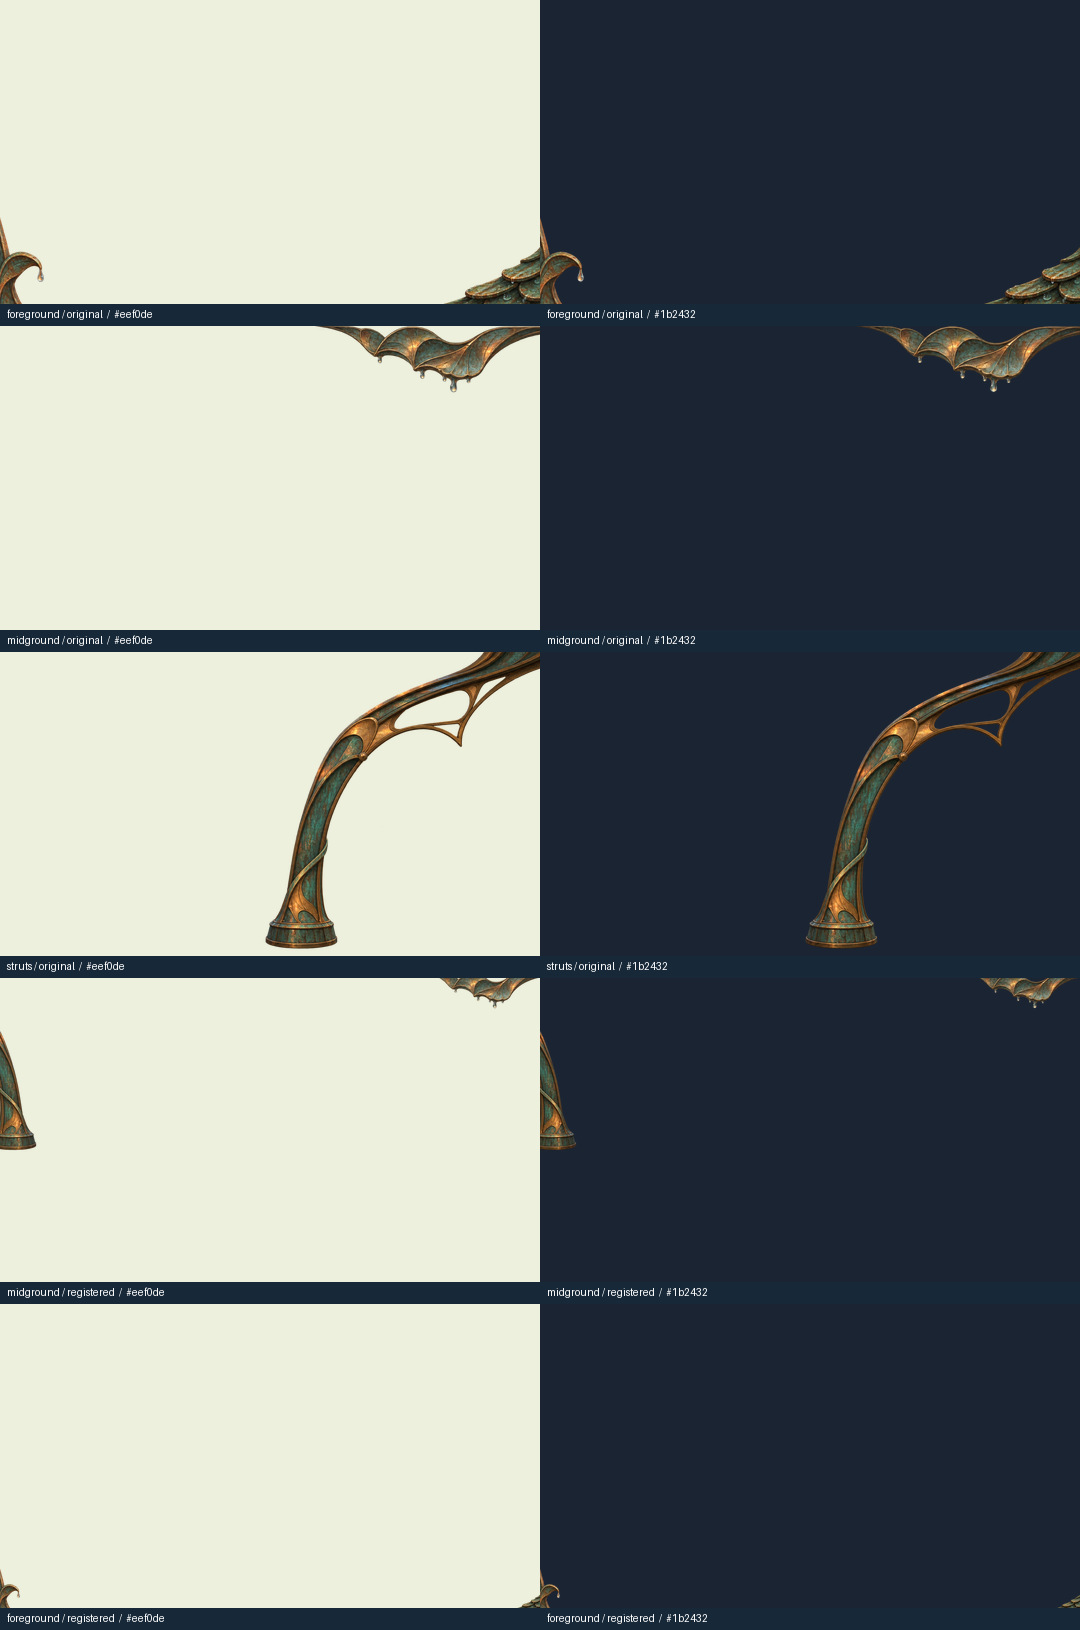 foreground / original / #eef0de
foreground / original / #1b2432
midground / original / #eef0de
midground / original / #1b2432
struts / original / #eef0de
struts / original / #1b2432
midground / registered / #eef0de
midground / registered / #1b2432
foreground / registered / #eef0de
foreground / registered / #1b2432